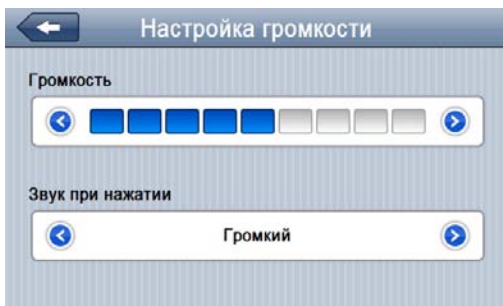 Настройка громкости
Громкость
Звук при нажатии
Громкий